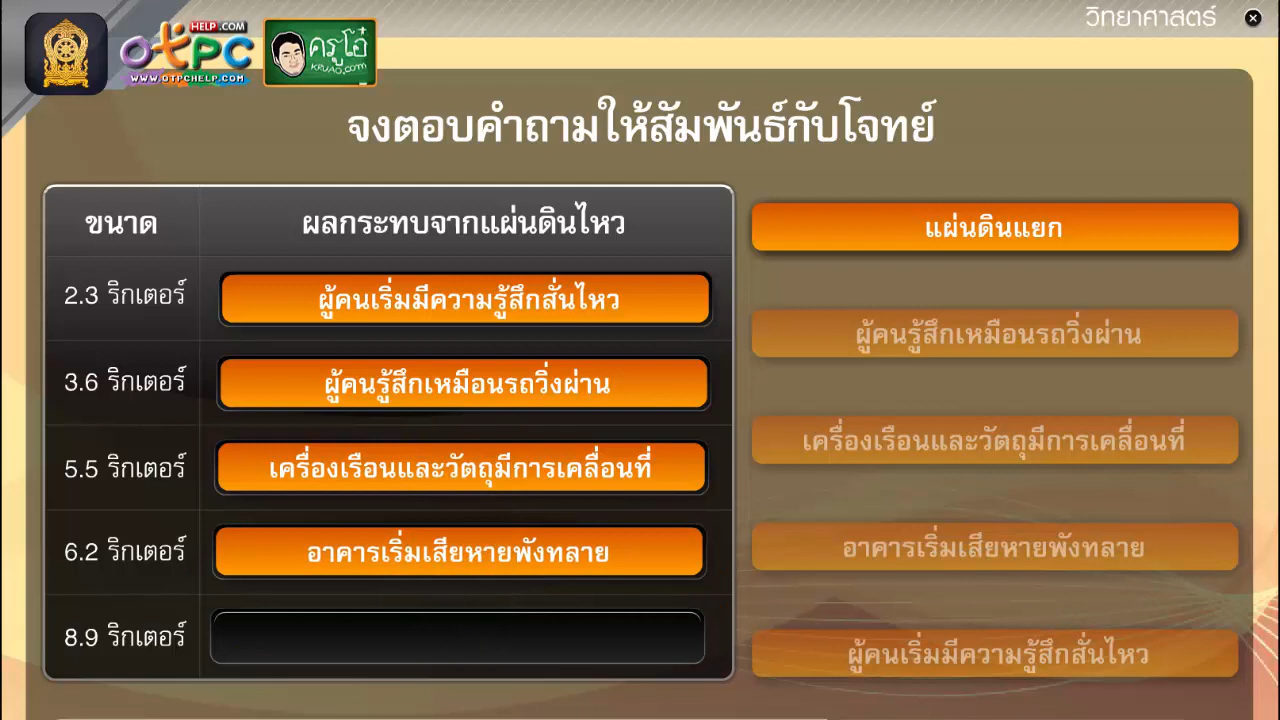 วิทยาศาสตร์
HELP.COM
OTPC
WWW.OTPCHELP.COM
ครูโอ๋
KRUAO.COM
จงตอบคำถามให้สัมพันธ์กับโจทย์
ขนาด ผลกระทบจากแผ่นดินไหว
2.3 ริกเตอร์ ผู้คนเริ่มมีความรู้สึกสั่นไหว
3.6 ริกเตอร์ ผู้คนรู้สึกเหมือนรถวิ่งผ่าน
5.5 ริกเตอร์ เครื่องเรือนและวัตถุมีการเคลื่อนที่
6.2 ริกเตอร์ อาคารเริ่มเสียหายพังทลาย
8.9 ริกเตอร์
แผ่นดินแยก
ผู้คนรู้สึกเหมือนรถวิ่งผ่าน
เครื่องเรือนและวัตถุมีการเคลื่อนที่
อาคารเริ่มเสียหายพังทลาย
ผู้คนเริ่มมีความรู้สึกสั่นไหว